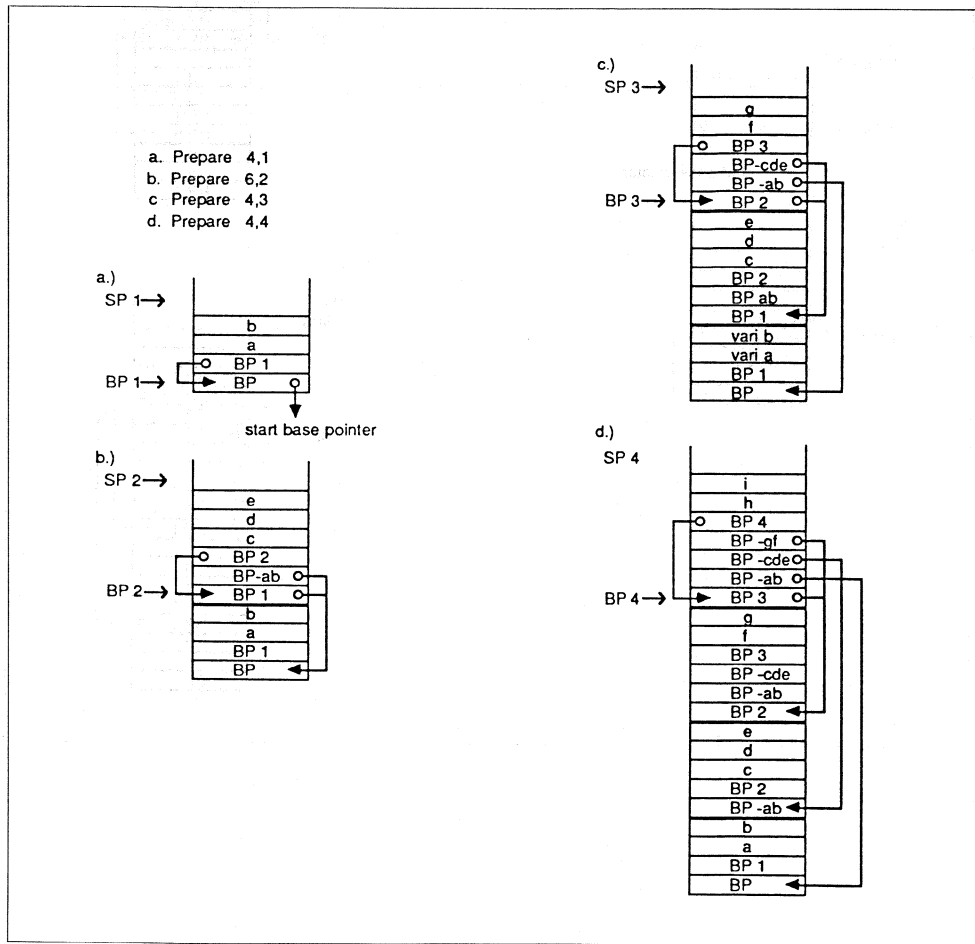 a. Prepare 4,1
b. Prepare 6,2
c Prepare 4,3
d. Prepare 4,4
a.)
SP 1
b
a
BP 1
BP 1
BP
start base pointer
b.)
SP 2
e
d
c
BP 2
BP-ab
BP 2
BP 1
b
a
BP 1
BP
c.)
SP 3
g
f
BP 3
BP-cde
BP -ab
BP 3
BP 2
e
d
c
BP 2
BP ab
BP 1
vari b
vari a
BP 1
BP
d.)
SP 4
i
h
BP 4
BP -gf
BP -cde
BP -ab
BP 4
BP 3
g
f
BP 3
BP -cde
BP -ab
BP 2
e
d
c
BP 2
BP -ab
b
a
BP 1
BP